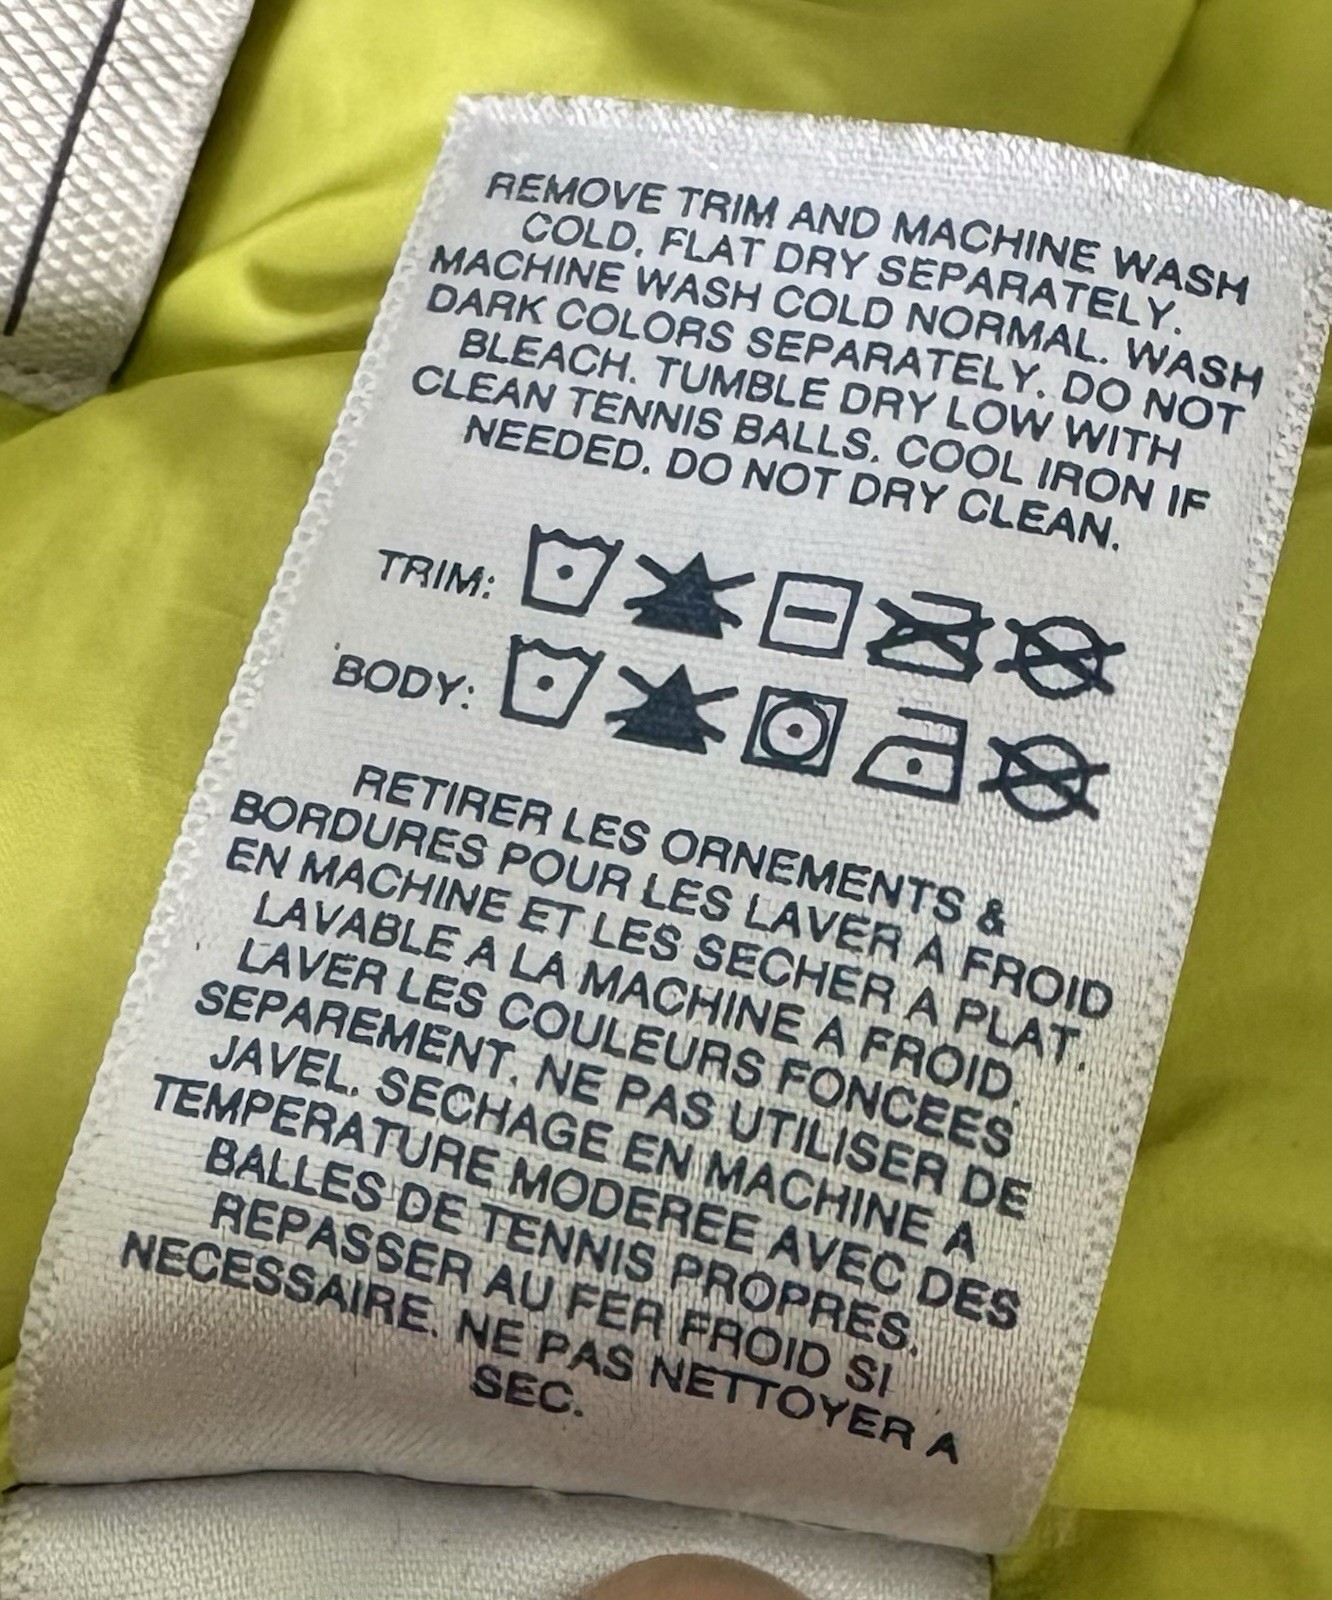 REMOVE TRIM AND MACHINE WASH
COLD. FLAT DRY SEPARATELY.
MACHINE WASH COLD NORMAL. WASH
DARK COLORS SEPARATELY. DO NOT
BLEACH. TUMBLE DRY LOW WITH
CLEAN TENNIS BALLS. COOL IRON IF
NEEDED. DO NOT DRY CLEAN.
TRIM:
BODY:
RETIRER LES ORNEMENTS &
BORDURES POUR LES LAVER A FROID
EN MACHINE ET LES SECHER A PLAT.
LAVABLE A LA MACHINE A FROID.
LAVER LES COULEURS FONCEES
SEPAREMENT. NE PAS UTILISER DE
JAVEL. SECHAGE EN MACHINE A
TEMPERATURE MODEREE AVEC DES
BALLES DE TENNIS PROPRES.
REPASSER AU FER FROID SI
NECESSAIRE. NE PAS NETTOYER A
SEC.